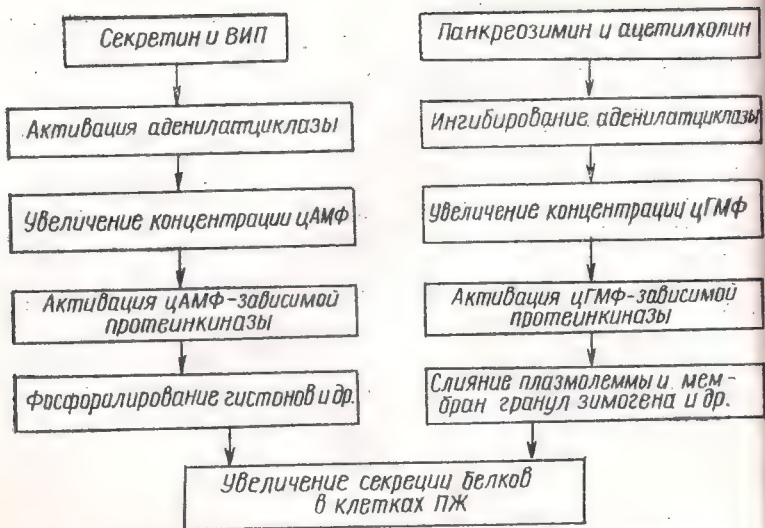 Секретин и ВИП
Активация аденилатциклазы
Увеличение концентрации цАМФ
Активация цАМФ-зависимой
протеинкиназы
Фосфоралирование гистонов и др.
Панкреозимин и ацетилхолин
Ингибирование аденилатциклазы
Увеличение концентрации цГМФ
Активация цГМФ-зависимой
протеинкиназы
Слияние плазмолеммы и мем-
бран гранул зимогена и др.
Увеличение секреции белков
в клетках ПЖ